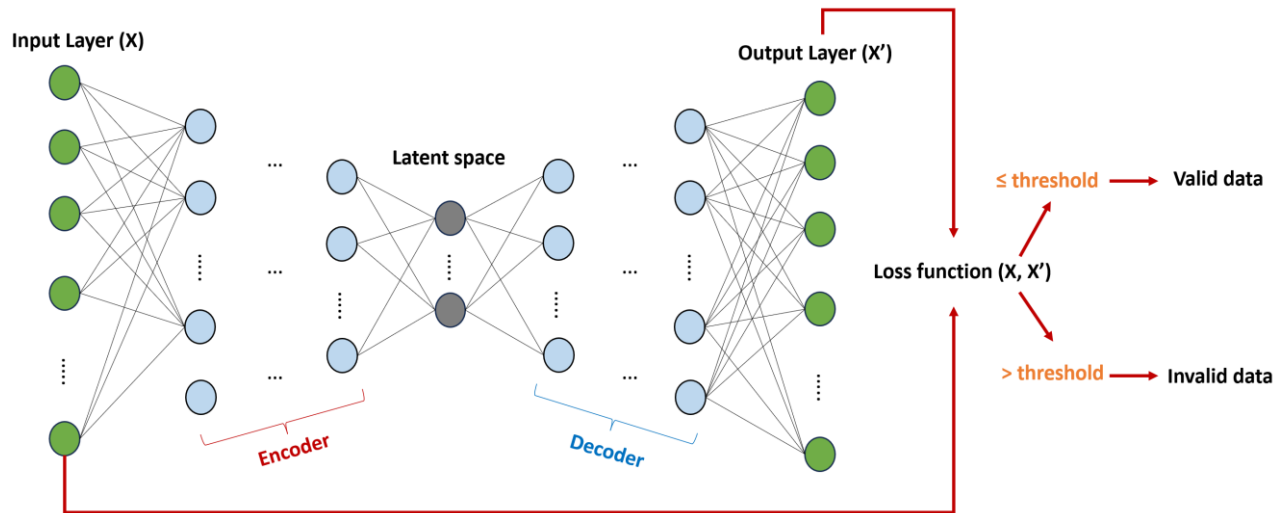 Input Layer (X)
Output Layer (X’)
Latent space
...
...
...
...
...
...
≤ threshold
Valid data
Loss function (X, X’)
> threshold
Invalid data
Encoder
Decoder